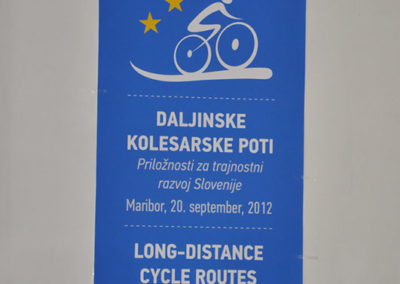 DALJINSKE
KOLESARSKE POTI
Priložnosti za trajnostni
razvoj Slovenije
Maribor, 20. september, 2012
LONG-DISTANCE
CYCLE ROUTES